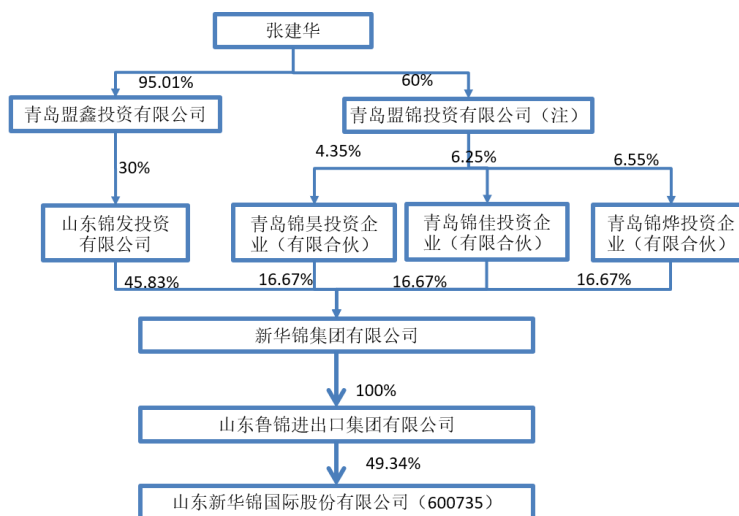 张建华
95.01%
60%
青岛盟鑫投资有限公司
青岛盟锦投资有限公司（注）
4.35%
6.25%
6.55%
30%
山东锦发投资
有限公司
青岛锦昊投资企
业（有限合伙）
青岛锦佳投资企
业（有限合伙）
青岛锦烨投资企
业（有限合伙）
45.83%
16.67%
16.67%
16.67%
新华锦集团有限公司
100%
山东鲁锦进出口集团有限公司
49.34%
山东新华锦国际股份有限公司（600735）